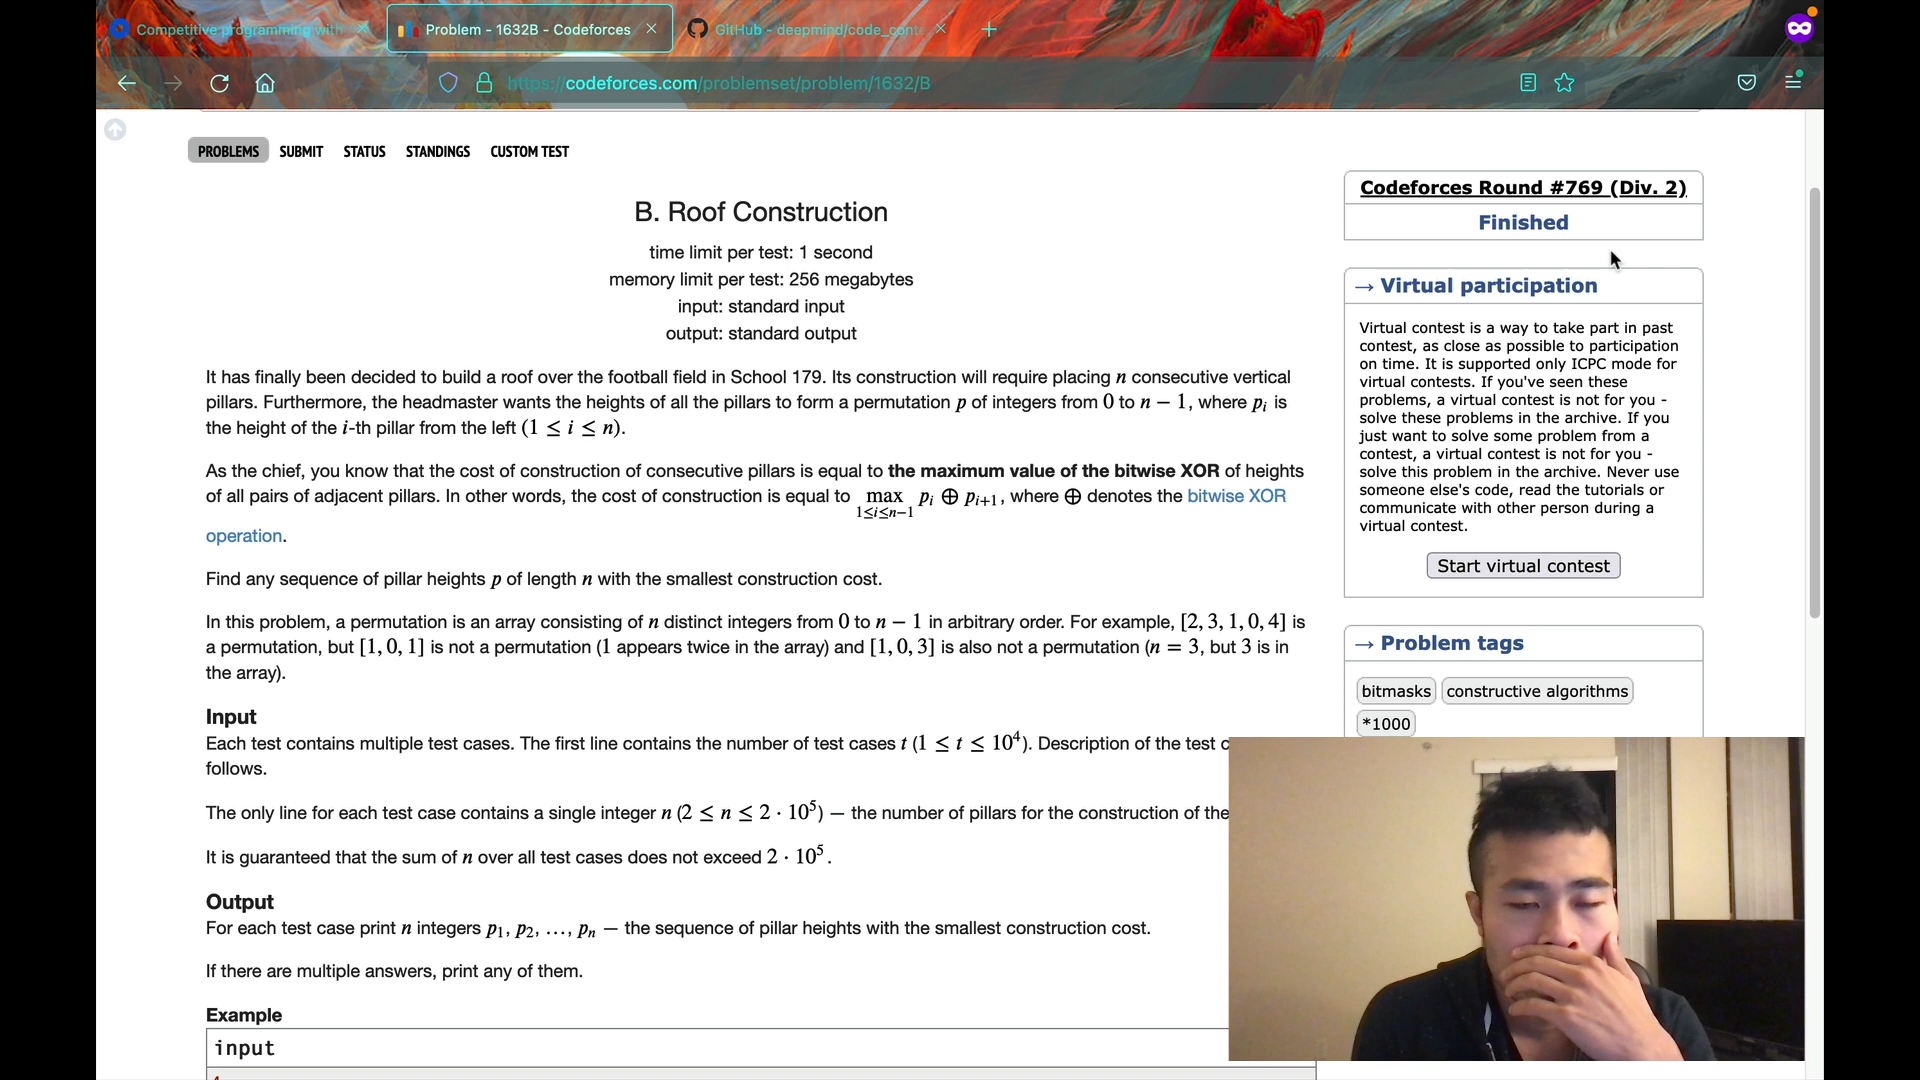 Competitive programming with
Problem - 1632B - Codeforces
GitHub - deepmind/code_conte
https://codeforces.com/problemset/problem/1632/B
PROBLEMS SUBMIT STATUS STANDINGS CUSTOM TEST
B. Roof Construction
time limit per test: 1 second
memory limit per test: 256 megabytes
input: standard input
output: standard output
It has finally been decided to build a roof over the football field in School 179. Its construction will require placing n consecutive vertical
pillars. Furthermore, the headmaster wants the heights of all the pillars to form a permutation p of integers from 0 to n − 1, where pᵢ is
the height of the i-th pillar from the left (1 ≤ i ≤ n).
As the chief, you know that the cost of construction of consecutive pillars is equal to the maximum value of the bitwise XOR of heights
of all pairs of adjacent pillars. In other words, the cost of construction is equal to max pᵢ ⊕ pᵢ₊₁, where ⊕ denotes the bitwise XOR
1≤i≤n−1
operation.
Find any sequence of pillar heights p of length n with the smallest construction cost.
In this problem, a permutation is an array consisting of n distinct integers from 0 to n − 1 in arbitrary order. For example, [2, 3, 1, 0, 4] is
a permutation, but [1, 0, 1] is not a permutation (1 appears twice in the array) and [1, 0, 3] is also not a permutation (n = 3, but 3 is in
the array).
Input
Each test contains multiple test cases. The first line contains the number of test cases t (1 ≤ t ≤ 10⁴). Description of the test c
follows.
The only line for each test case contains a single integer n (2 ≤ n ≤ 2 · 10⁵) — the number of pillars for the construction of the
It is guaranteed that the sum of n over all test cases does not exceed 2 · 10⁵.
Output
For each test case print n integers p₁, p₂, …, pₙ — the sequence of pillar heights with the smallest construction cost.
If there are multiple answers, print any of them.
Example
input
Codeforces Round #769 (Div. 2)
Finished
→ Virtual participation
Virtual contest is a way to take part in past
contest, as close as possible to participation
on time. It is supported only ICPC mode for
virtual contests. If you've seen these
problems, a virtual contest is not for you -
solve these problems in the archive. If you
just want to solve some problem from a
contest, a virtual contest is not for you -
solve this problem in the archive. Never use
someone else's code, read the tutorials or
communicate with other person during a
virtual contest.
Start virtual contest
→ Problem tags
bitmasks constructive algorithms
*1000